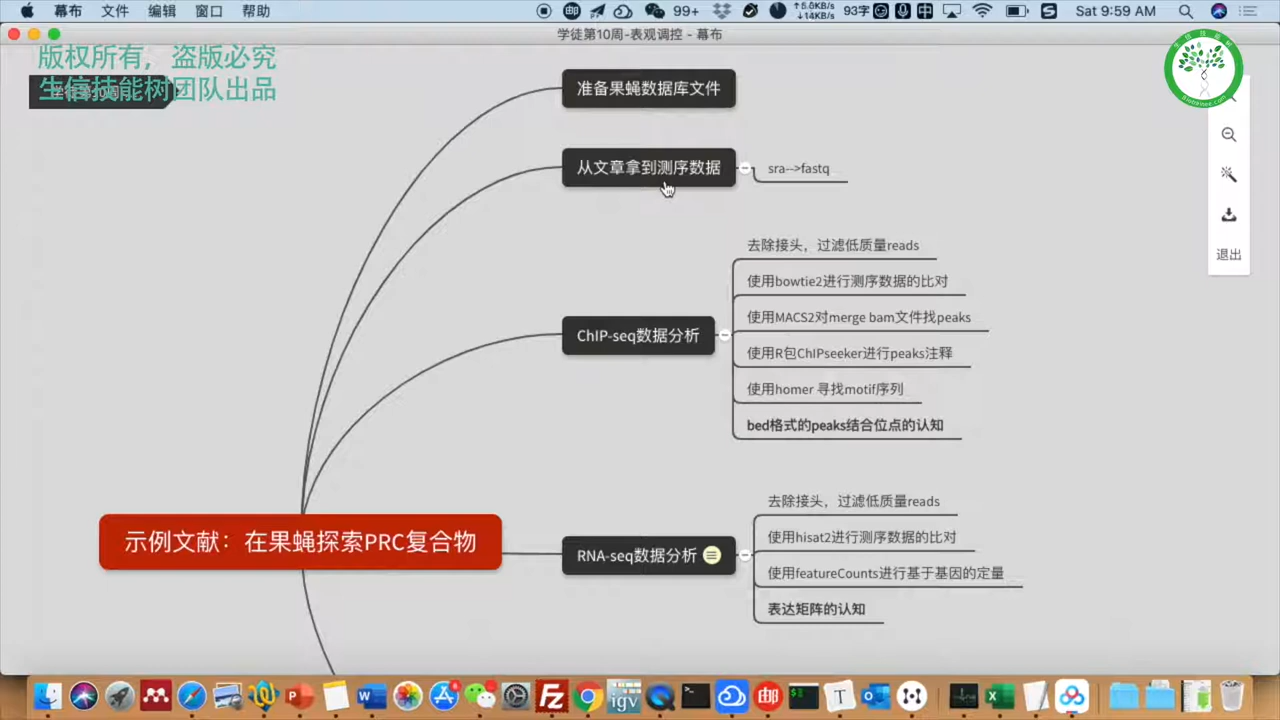 幕布 文件 编辑 窗口 帮助 99+ 5.6KB/s 93字 Sat 9:59 AM
14KB/s
学徒第10周-表观调控 - 幕布
版权所有，盗版必究
生信技能树团队出品
准备果蝇数据库文件
从文章拿到测序数据
sra-->fastq
去除接头，过滤低质量reads
使用bowtie2进行测序数据的比对
使用MACS2对merge bam文件找peaks
ChIP-seq数据分析
使用R包ChIPseeker进行peaks注释
使用homer 寻找motif序列
bed格式的peaks结合位点的认知
示例文献：在果蝇探索PRC复合物
去除接头，过滤低质量reads
使用hisat2进行测序数据的比对
RNA-seq数据分析
使用featureCounts进行基于基因的定量
表达矩阵的认知
退出
igv